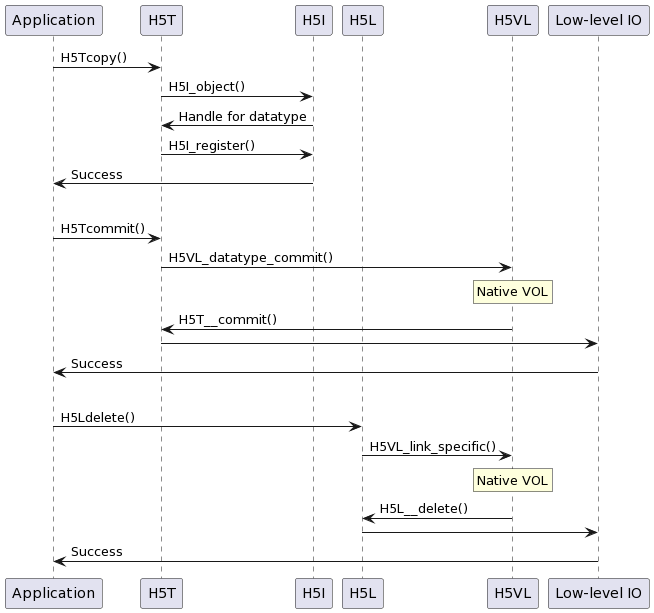 Application H5T H5I H5L H5VL Low-level IO
H5Tcopy()
H5I_object()
Handle for datatype
H5I_register()
Success
H5Tcommit()
H5VL_datatype_commit()
Native VOL
H5T__commit()
Success
H5Ldelete()
H5VL_link_specific()
Native VOL
H5L__delete()
Success
Application H5T H5I H5L H5VL Low-level IO